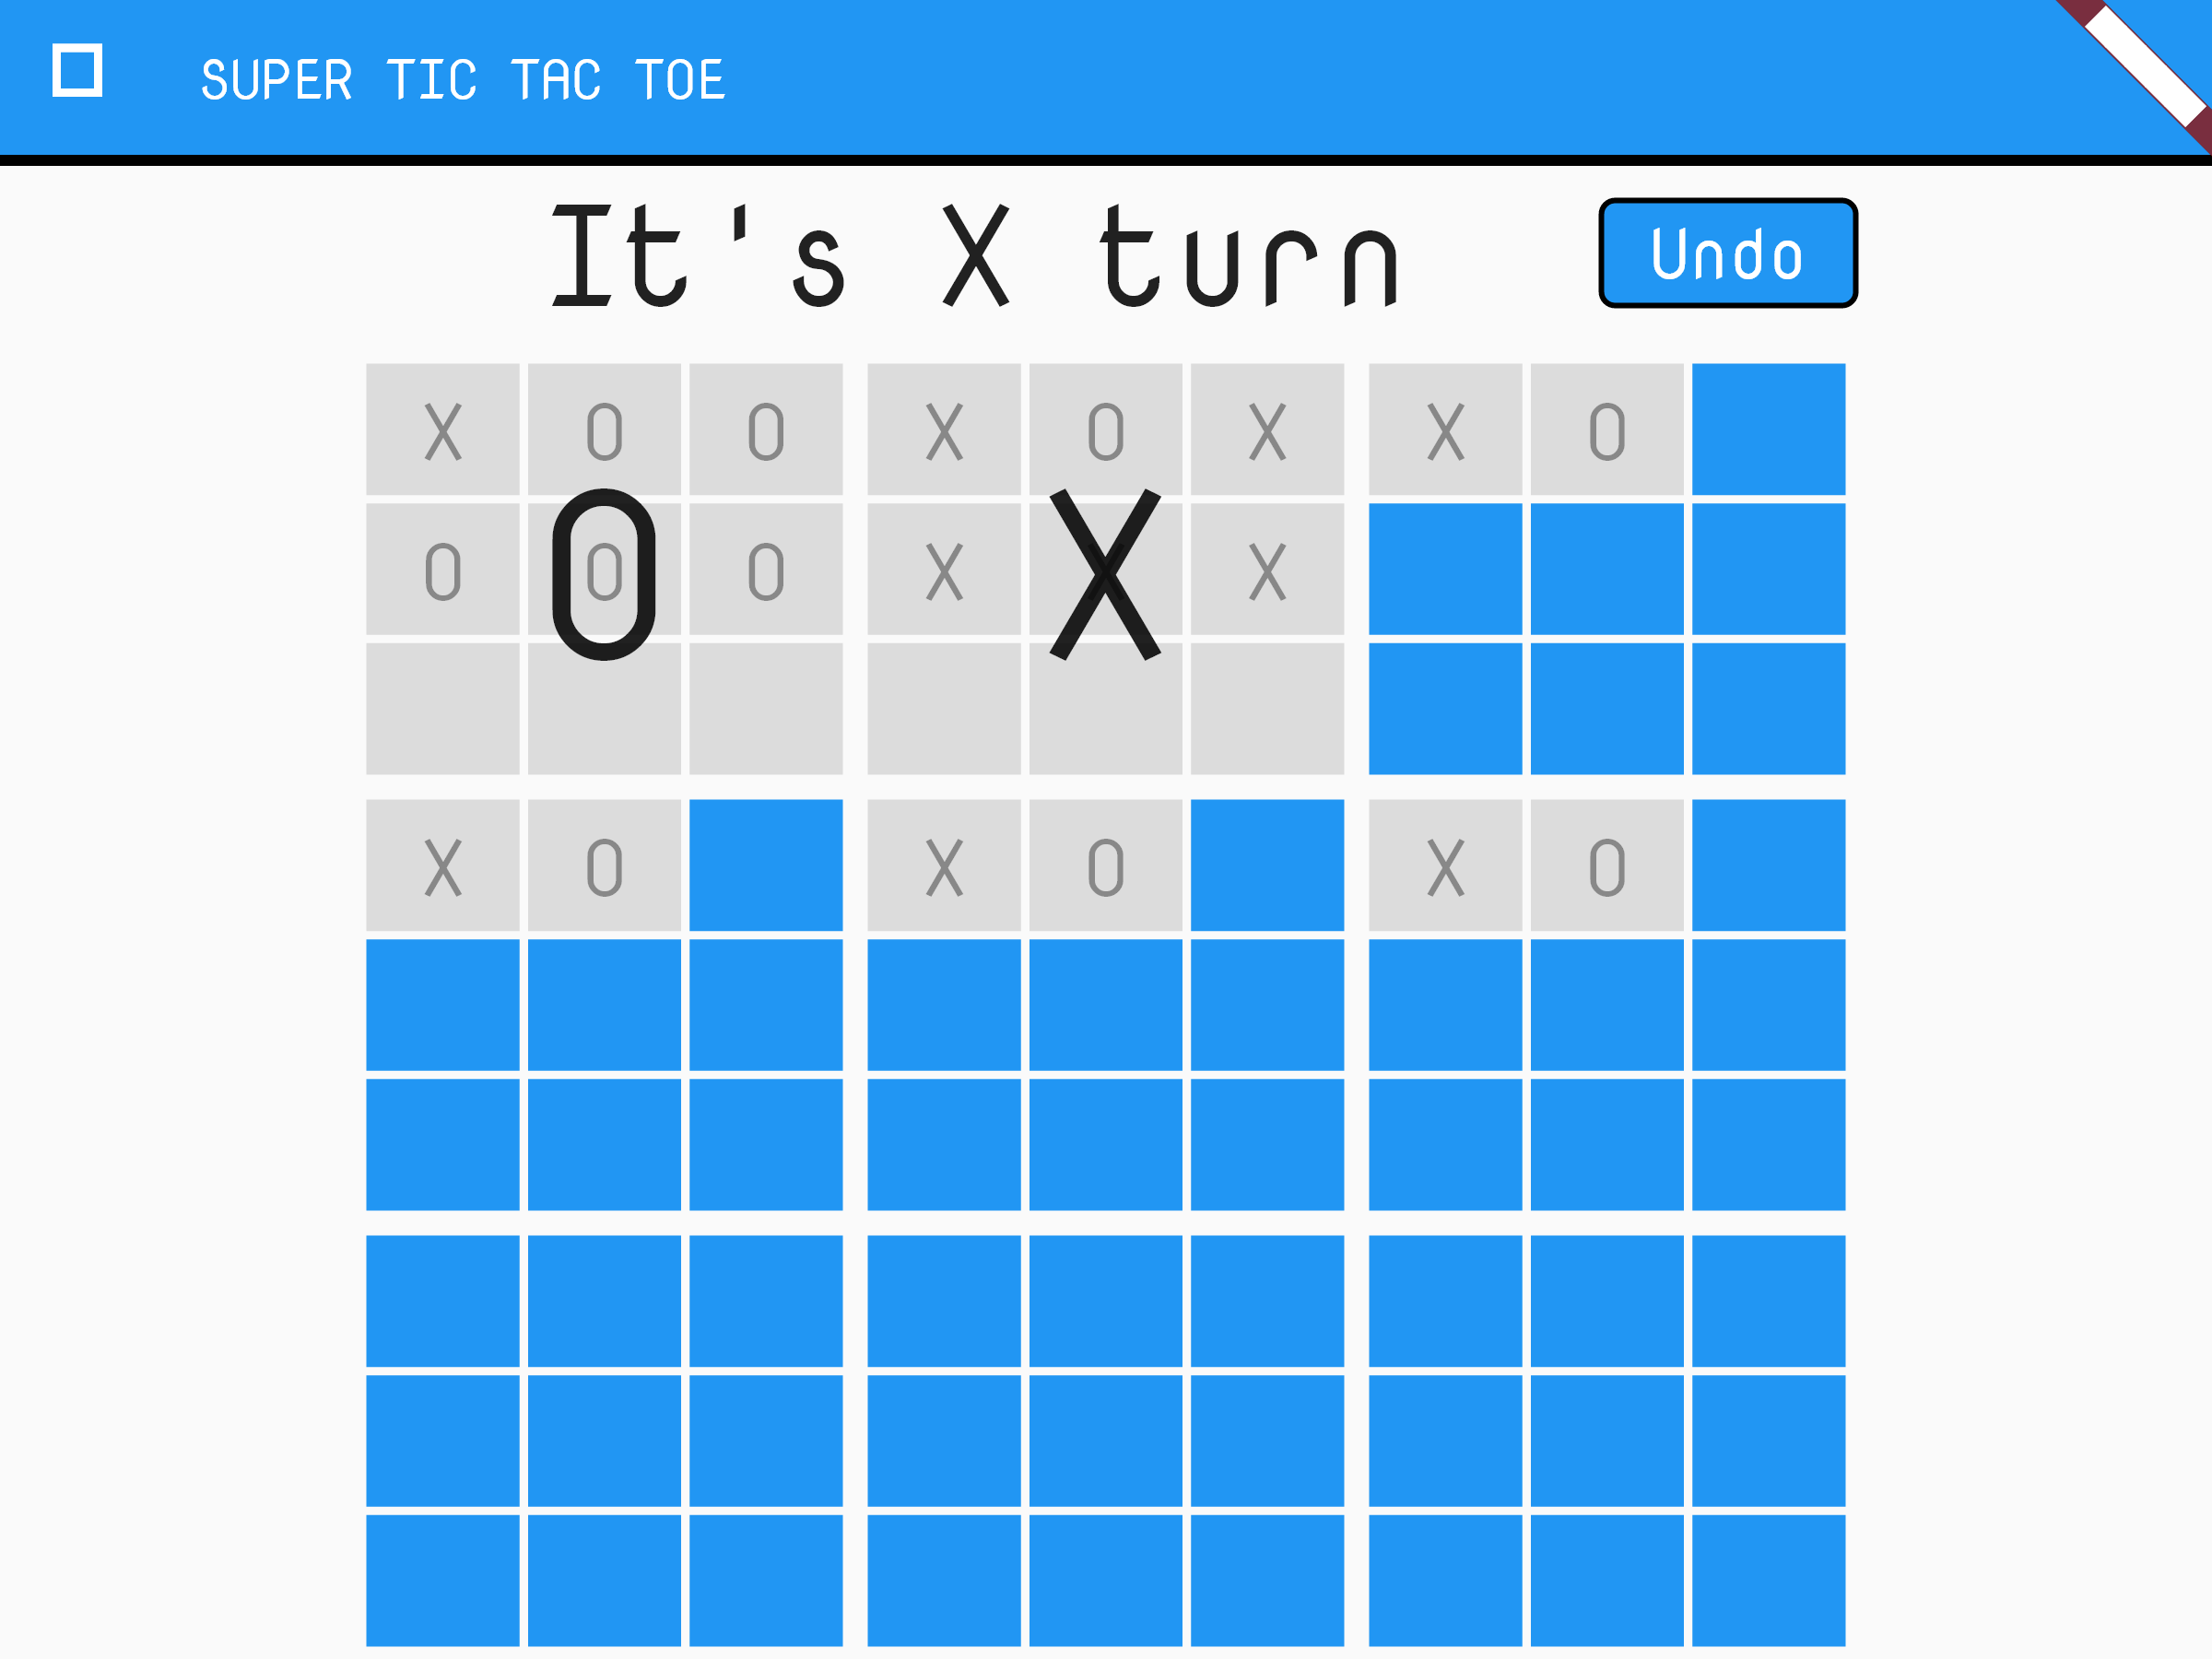 SUPER TIC TAC TOE
It's X turn
Undo
X O O X O X X O
O O O X X X
O X
X O X O X O